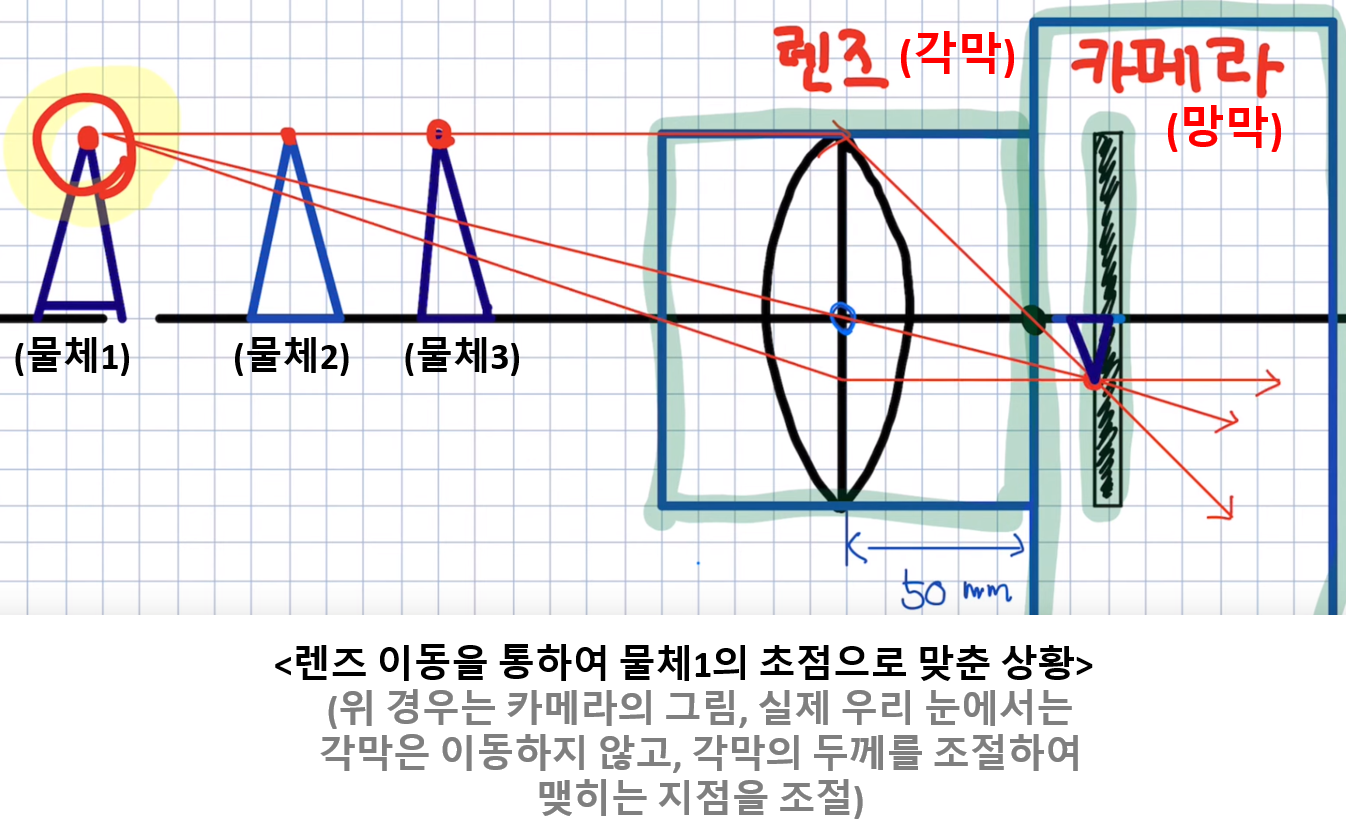 렌즈 (각막)
카메라
(망막)
(물체1)
(물체2)
(물체3)
50 mm
<렌즈 이동을 통하여 물체1의 초점으로 맞춘 상황>
(위 경우는 카메라의 그림, 실제 우리 눈에서는
각막은 이동하지 않고, 각막의 두께를 조절하여
맺히는 지점을 조절)